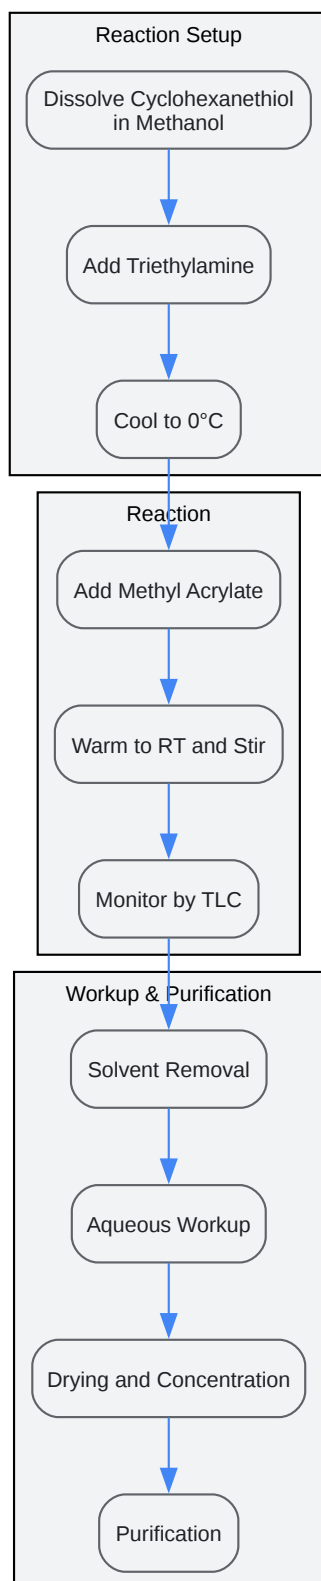 Reaction Setup
Dissolve Cyclohexanethiol
in Methanol
Add Triethylamine
Cool to 0°C
Reaction
Add Methyl Acrylate
Warm to RT and Stir
Monitor by TLC
Workup & Purification
Solvent Removal
Aqueous Workup
Drying and Concentration
Purification